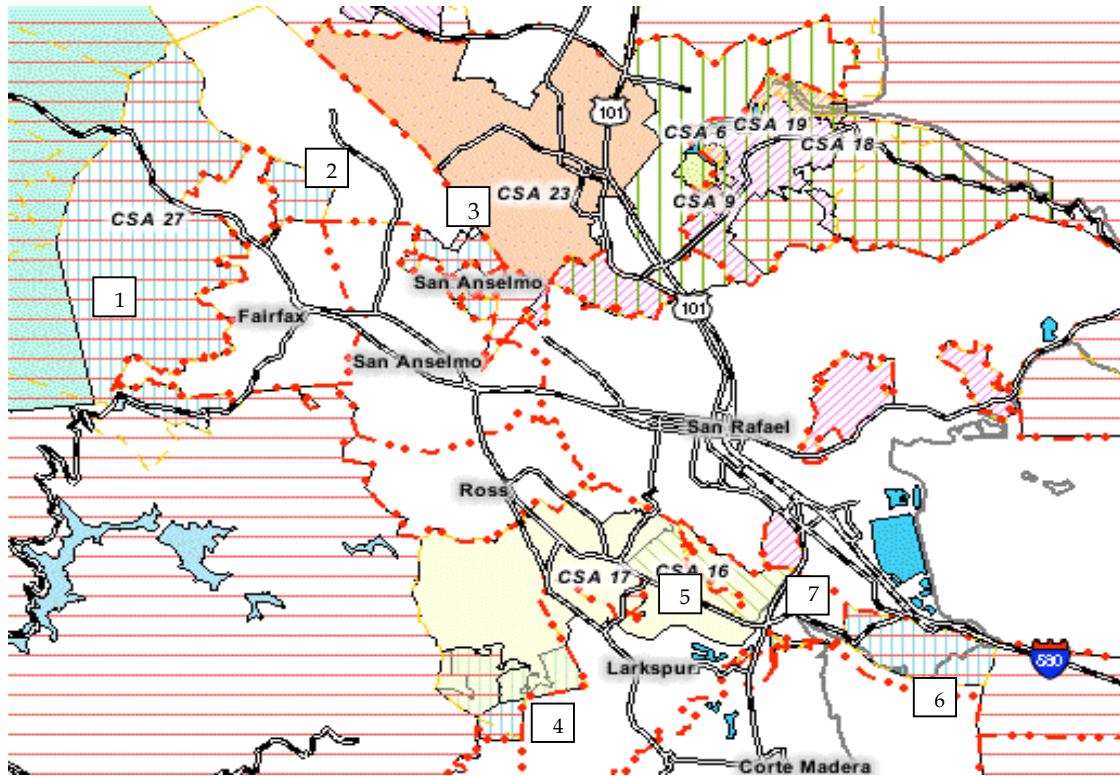 101
CSA 6
CSA 19
CSA 18
2
CSA 23
CSA 9
3
CSA 27
San Anselmo
1
101
Fairfax
San Anselmo
San Rafael
Ross
CSA 17
CSA 16
5
7
Larkspur
580
6
4
Corte Madera